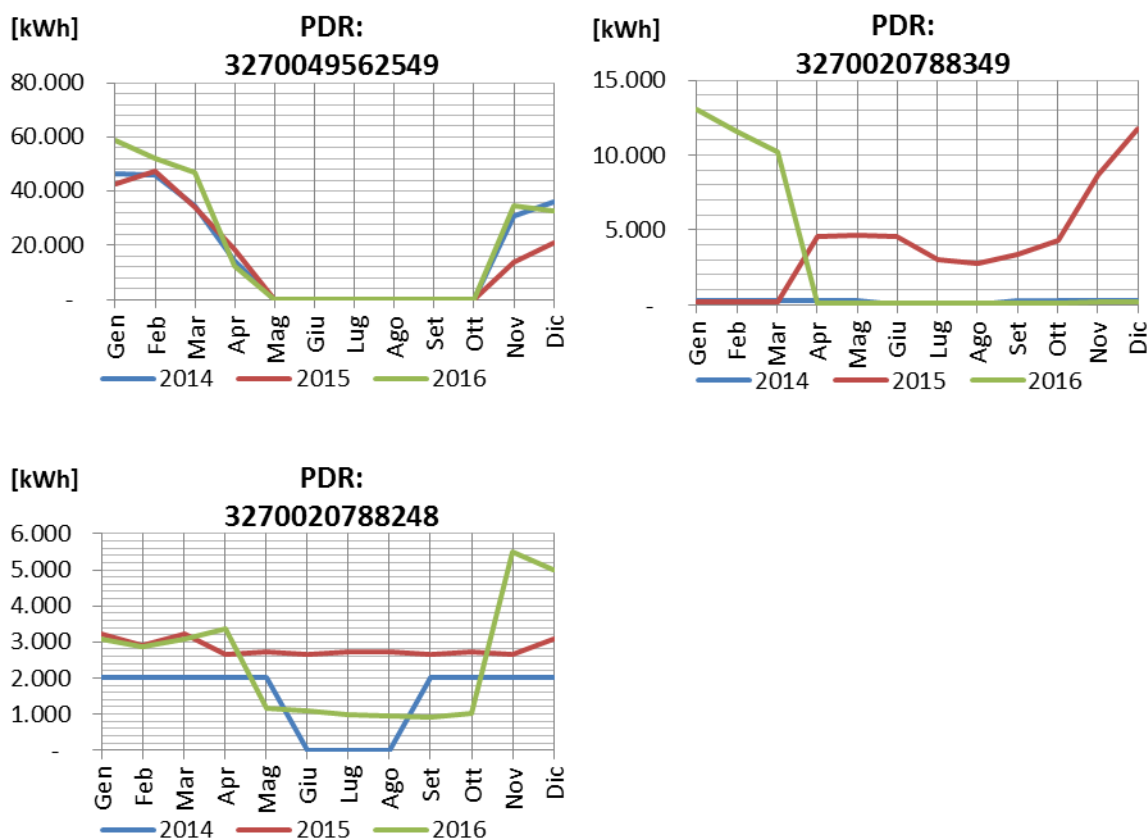 [kWh]
PDR:
3270049562549
80.000
60.000
40.000
20.000
-
Gen Feb Mar Apr Mag Giu Lug Ago Set Ott Nov Dic
2014 2015 2016
[kWh]
PDR:
3270020788349
15.000
10.000
5.000
-
Gen Feb Mar Apr Mag Giu Lug Ago Set Ott Nov Dic
2014 2015 2016
[kWh]
PDR:
3270020788248
6.000
5.000
4.000
3.000
2.000
1.000
-
Gen Feb Mar Apr Mag Giu Lug Ago Set Ott Nov Dic
2014 2015 2016